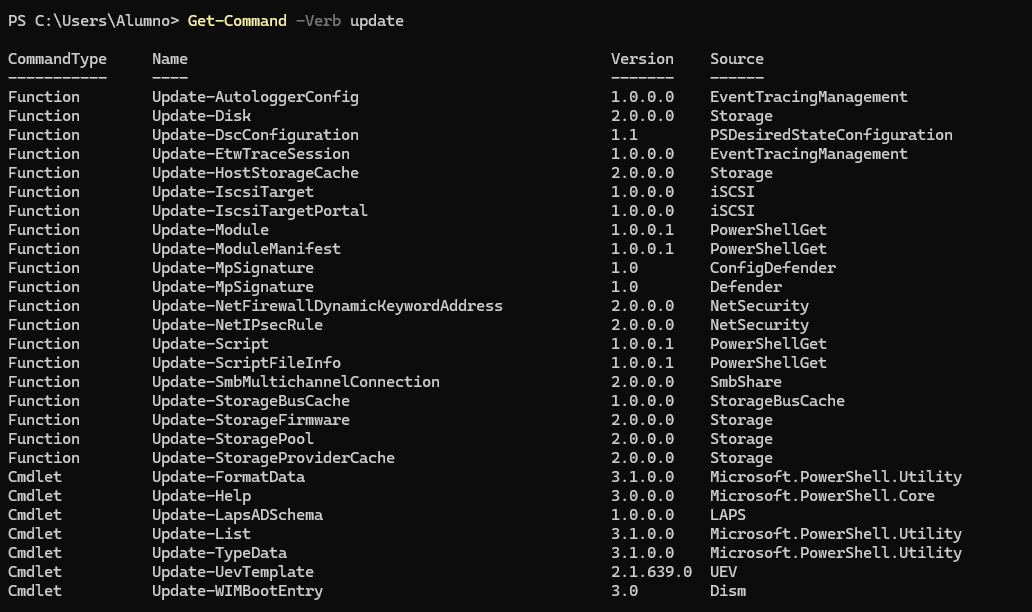 PS C:\Users\Alumno> Get-Command -Verb update
CommandType     Name                                               Version    Source
-----------     ----                                               -------    ------
Function        Update-AutologgerConfig                            1.0.0.0    EventTracingManagement
Function        Update-Disk                                        2.0.0.0    Storage
Function        Update-DscConfiguration                            1.1        PSDesiredStateConfiguration
Function        Update-EtwTraceSession                             1.0.0.0    EventTracingManagement
Function        Update-HostStorageCache                            2.0.0.0    Storage
Function        Update-IscsiTarget                                 1.0.0.0    iSCSI
Function        Update-IscsiTargetPortal                           1.0.0.0    iSCSI
Function        Update-Module                                      1.0.0.1    PowerShellGet
Function        Update-ModuleManifest                              1.0.0.1    PowerShellGet
Function        Update-MpSignature                                 1.0        ConfigDefender
Function        Update-MpSignature                                 1.0        Defender
Function        Update-NetFirewallDynamicKeywordAddress            2.0.0.0    NetSecurity
Function        Update-NetIPsecRule                                2.0.0.0    NetSecurity
Function        Update-Script                                      1.0.0.1    PowerShellGet
Function        Update-ScriptFileInfo                              1.0.0.1    PowerShellGet
Function        Update-SmbMultichannelConnection                   2.0.0.0    SmbShare
Function        Update-StorageBusCache                             1.0.0.0    StorageBusCache
Function        Update-StorageFirmware                             2.0.0.0    Storage
Function        Update-StoragePool                                 2.0.0.0    Storage
Function        Update-StorageProviderCache                        2.0.0.0    Storage
Cmdlet          Update-FormatData                                  3.1.0.0    Microsoft.PowerShell.Utility
Cmdlet          Update-Help                                        3.0.0.0    Microsoft.PowerShell.Core
Cmdlet          Update-LapsADSchema                                1.0.0.0    LAPS
Cmdlet          Update-List                                        3.1.0.0    Microsoft.PowerShell.Utility
Cmdlet          Update-TypeData                                    3.1.0.0    Microsoft.PowerShell.Utility
Cmdlet          Update-UevTemplate                                 2.1.639.0  UEV
Cmdlet          Update-WIMBootEntry                                3.0        Dism